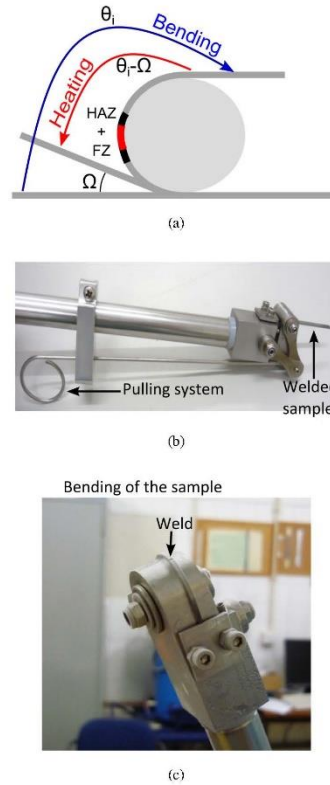 θi
Bending
θi-Ω
Heating
HAZ
+
FZ
Ω
(a)
Pulling system
Welded
sample
(b)
Bending of the sample
Weld
(c)